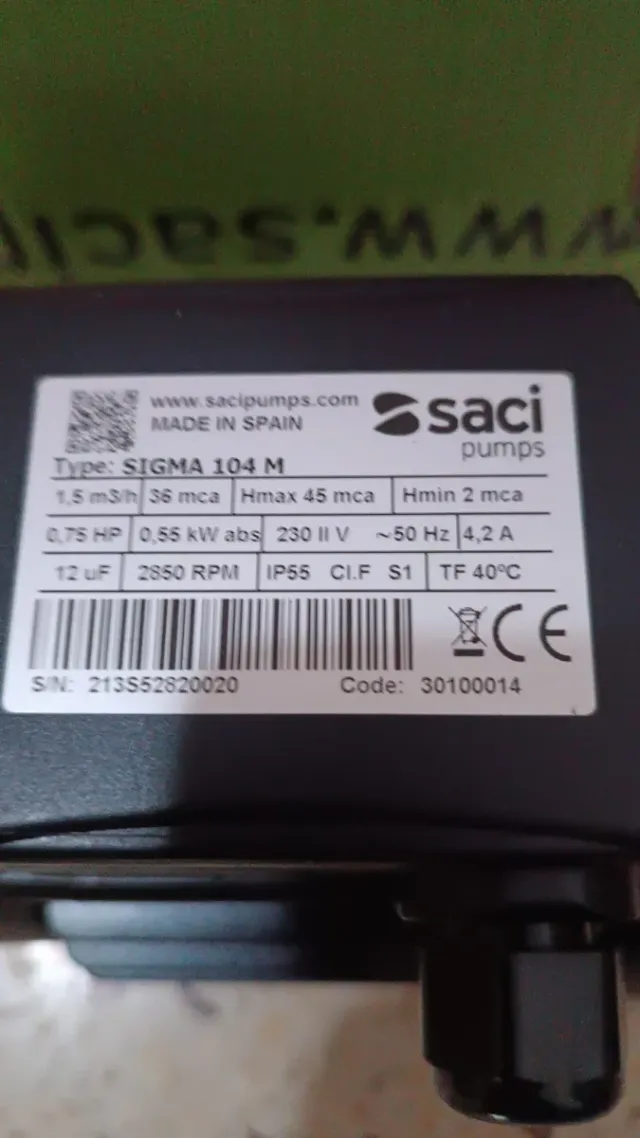 www.saci
www.sacipumps.com
MADE IN SPAIN
saci
pumps
Type: SIGMA 104 M
1,5 m3/h 36 mca Hmax 45 mca Hmin 2 mca
0,75 HP 0,55 kW abs 230 II V ~50 Hz 4,2 A
12 uF 2850 RPM IP55 Cl.F S1 TF 40ºC
CE
S/N: 213S52820020 Code: 30100014